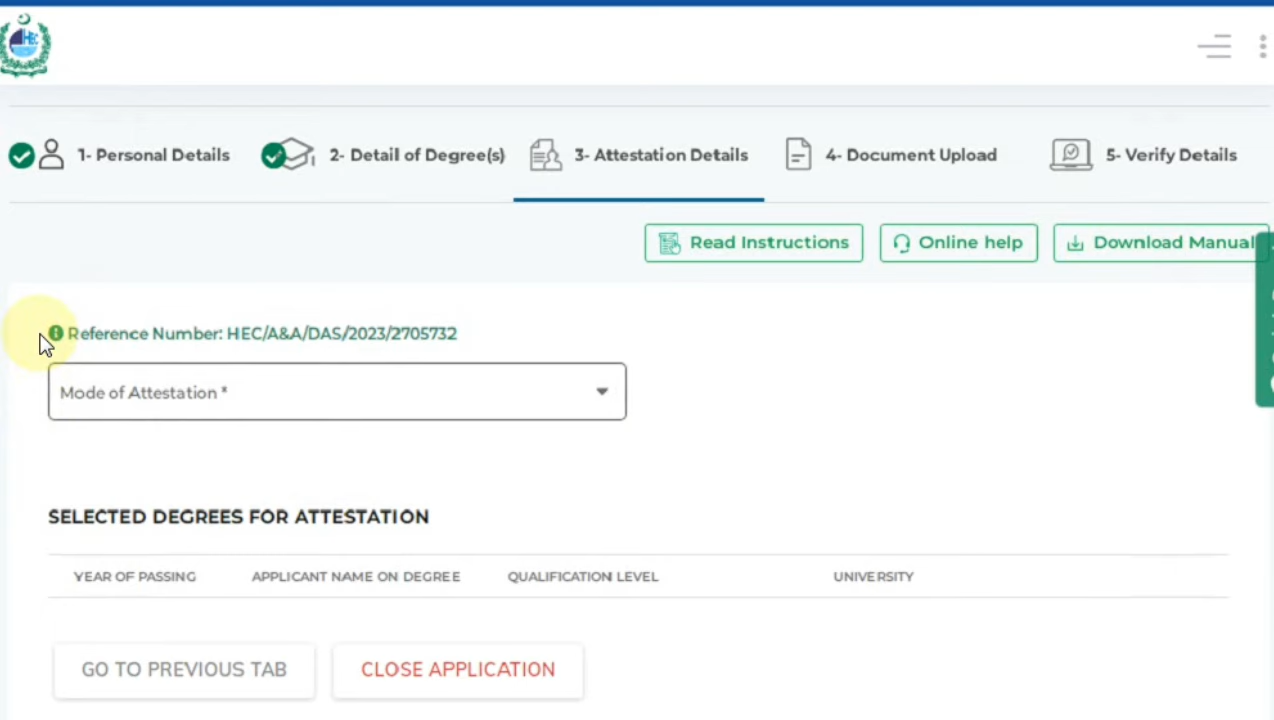 HEC
1- Personal Details
2- Detail of Degree(s)
3- Attestation Details
4- Document Upload
5- Verify Details
Read Instructions
Online help
Download Manual
Reference Number: HEC/A&A/DAS/2023/2705732
Mode of Attestation *
SELECTED DEGREES FOR ATTESTATION
YEAR OF PASSING APPLICANT NAME ON DEGREE QUALIFICATION LEVEL UNIVERSITY
GO TO PREVIOUS TAB CLOSE APPLICATION